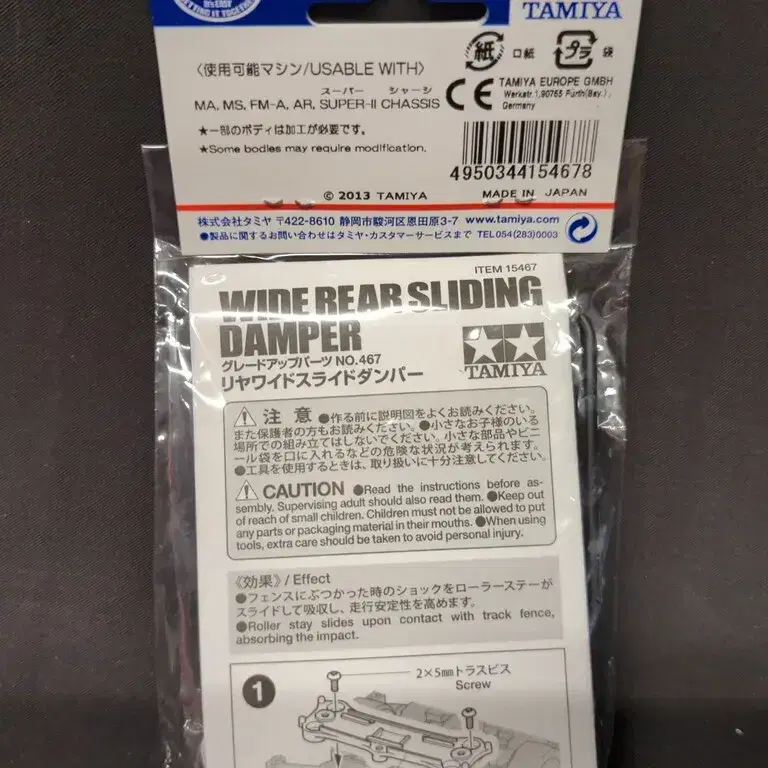 GETTING IT TOGETHER
TAMIYA
〈使用可能マシン/USABLE WITH〉
スーパー シャーシ
MA, MS, FM-A, AR, SUPER-II CHASSIS
★一部のボディは加工が必要です。
★Some bodies may require modification.
紙 口紙 プラ 袋
CE TAMIYA EUROPE GMBH
Werkstr.1,90765 Fürth(Bay.),
Germany
4950344154678
© 2013 TAMIYA MADE IN JAPAN
株式会社タミヤ 〒422-8610 静岡市駿河区恩田原3-7 www.tamiya.com
●製品に関するお問い合わせはタミヤ・カスタマーサービスまで TEL054(283)0003
ITEM 15467
WIDE REAR SLIDING
DAMPER
グレードアップパーツ NO.467
リヤワイドスライドダンパー
TAMIYA
注意 ●作る前に説明図をよくお読みください。
また保護者の方もお読みください。●小さなお子様のいる
場所での組み立てはしないでください。小さな部品やビニ
ール袋を口に入れるなどの危険な状況が考えられます。
●工具を使用するときは、取り扱いに十分注意してください。
CAUTION ●Read the instructions before as-
sembly. Supervising adult should also read them. ●Keep out
of reach of small children. Children must not be allowed to put
any parts or packaging material in their mouths. ●When using
tools, extra care should be taken to avoid personal injury.
《効果》/ Effect
●フェンスにぶつかった時のショックをローラーステーが
スライドして吸収し、走行安定性を高めます。
●Roller stay slides upon contact with track fence,
absorbing the impact.
1
2×5mmトラスビス
Screw